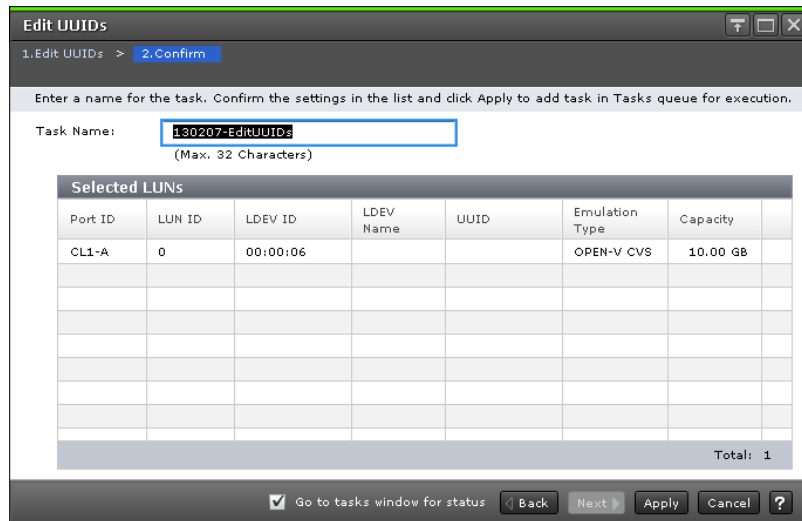 Edit UUIDs
1.Edit UUIDs > 2.Confirm
Enter a name for the task. Confirm the settings in the list and click Apply to add task in Tasks queue for execution.
Task Name: 130207-EditUUIDs
(Max. 32 Characters)
Selected LUNs
Port ID LUN ID LDEV ID LDEV Name UUID Emulation Type Capacity
CL1-A 0 00:00:06 OPEN-V CVS 10.00 GB
Total: 1
Go to tasks window for status Back Next Apply Cancel ?